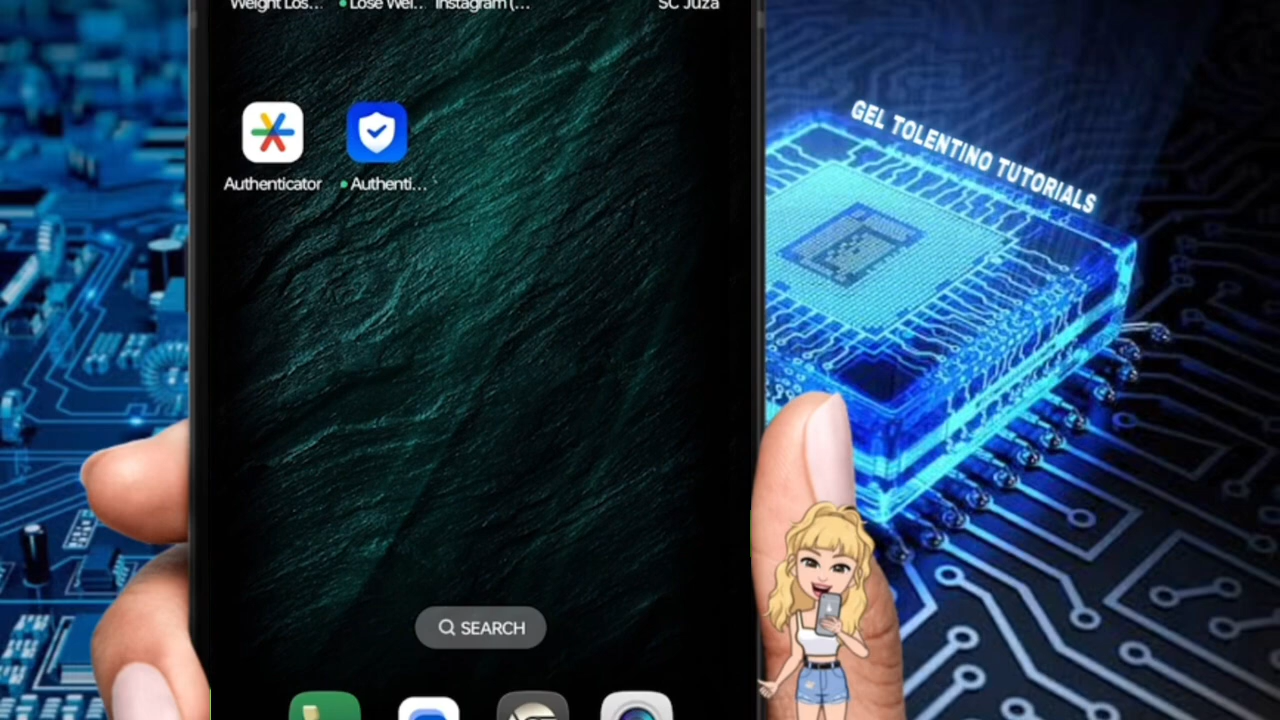 Weight Los...
Lose Wei..
Instagram (...
SC Juza
GEL TOLENTINO TUTORIALS
Authenticator
Authenti...
SEARCH